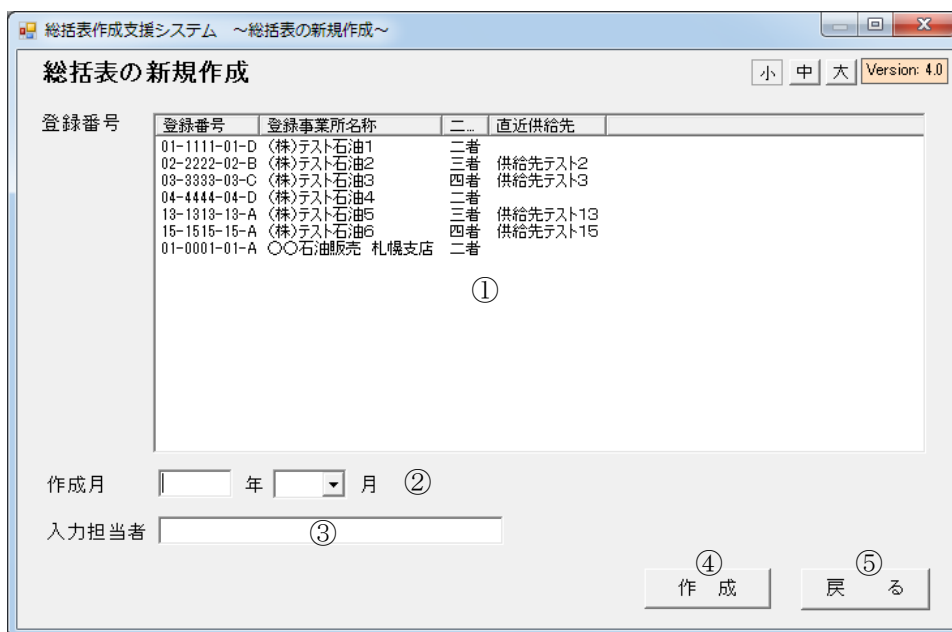 総括表作成支援システム ～総括表の新規作成～
総括表の新規作成 小 中 大 Version: 4.0
登録番号
登録番号 登録事業所名称 二... 直近供給先
01-1111-01-D (株)テスト石油1 二者
02-2222-02-B (株)テスト石油2 三者 供給先テスト2
03-3333-03-C (株)テスト石油3 四者 供給先テスト3
04-4444-04-D (株)テスト石油4 二者
13-1313-13-A (株)テスト石油5 三者 供給先テスト13
15-1515-15-A (株)テスト石油6 四者 供給先テスト15
01-0001-01-A 〇〇石油販売 札幌支店 二者
①
作成月 年 月 ②
入力担当者 ③
④ ⑤
作 成 戻 る